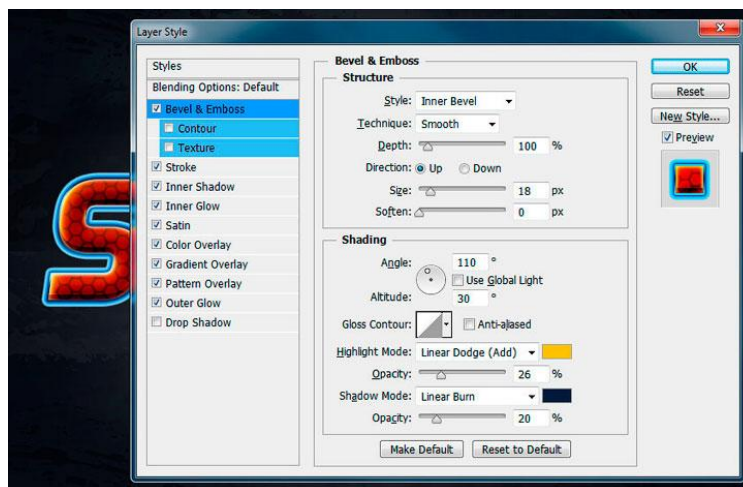 Layer Style
Styles
Blending Options: Default
Bevel & Emboss
Contour
Texture
Stroke
Inner Shadow
Inner Glow
Satin
Color Overlay
Gradient Overlay
Pattern Overlay
Outer Glow
Drop Shadow
Bevel & Emboss
Structure
Style: Inner Bevel
Technique: Smooth
Depth: 100 %
Direction: Up Down
Size: 18 px
Soften: 0 px
Shading
Angle: 110 °
Use Global Light
Altitude: 30 °
Gloss Contour: Anti-aliased
Highlight Mode: Linear Dodge (Add)
Opacity: 26 %
Shadow Mode: Linear Burn
Opacity: 20 %
Make Default Reset to Default
OK
Reset
New Style...
Preview
S